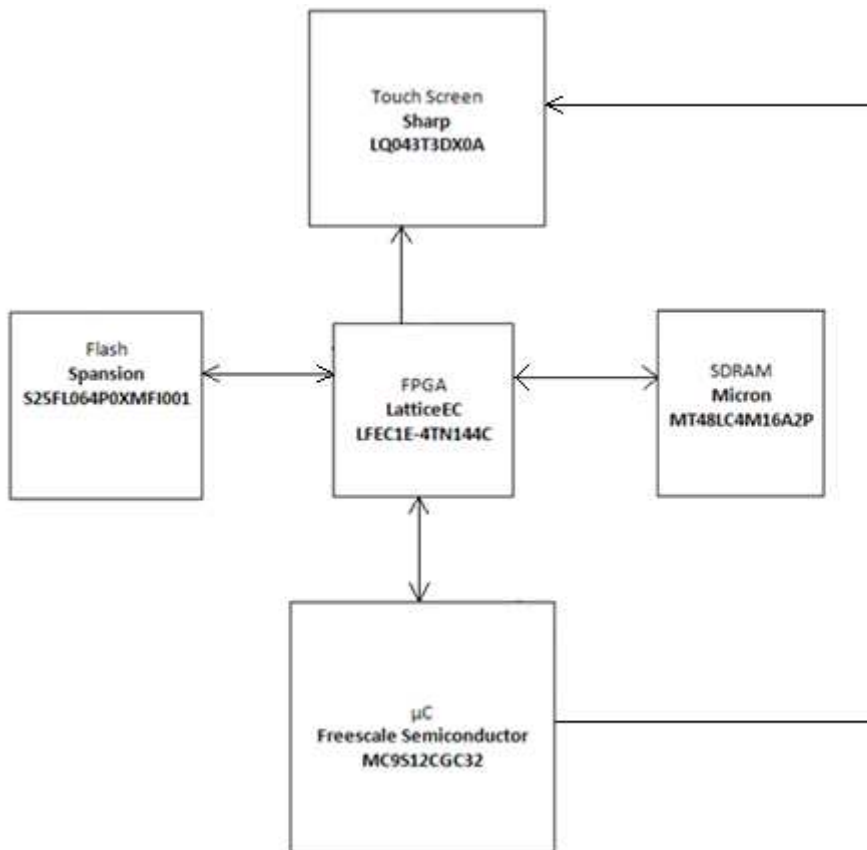 Touch Screen
Sharp
LQ043T3DX0A
Flash
Spansion
S25FL064P0XMFI001
FPGA
LatticeEC
LFEC1E-4TN144C
SDRAM
Micron
MT48LC4M16A2P
µC
Freescale Semiconductor
MC9S12CGC32